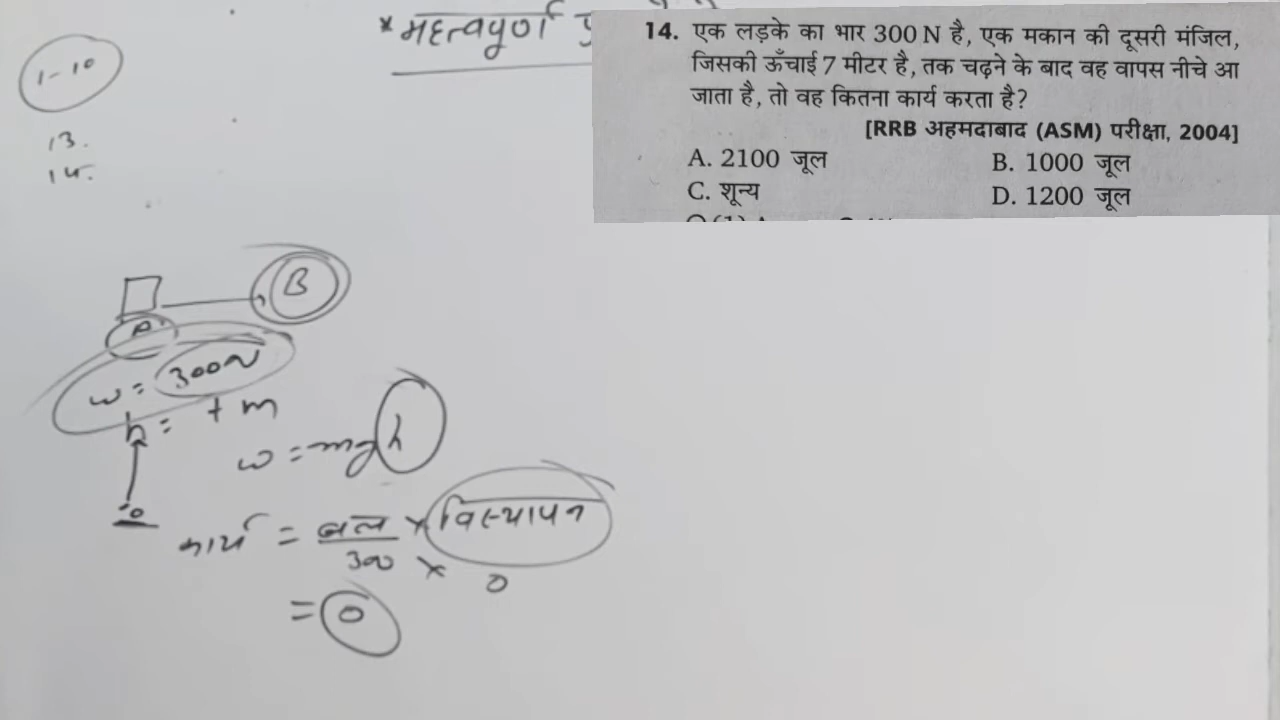 *महत्वपूर्ण
1-10
13.
14.
14. एक लड़के का भार 300 N है, एक मकान की दूसरी मंजिल,
जिसकी ऊँचाई 7 मीटर है, तक चढ़ने के बाद वह वापस नीचे आ
जाता है, तो वह कितना कार्य करता है?
[RRB अहमदाबाद (ASM) परीक्षा, 2004]
A. 2100 जूल B. 1000 जूल
C. शून्य D. 1200 जूल
B
A
w = 300N
h = 7 m
w = mgh
कार्य = बल × विस्थापन
300 × 0
= 0